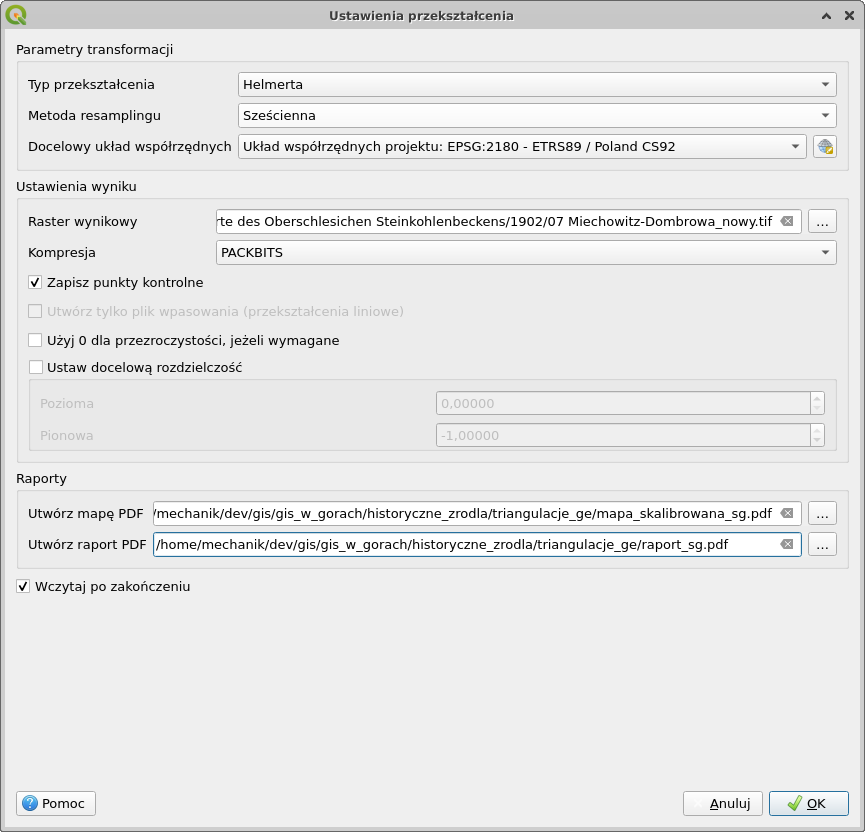 Ustawienia przekształcenia
Parametry transformacji
Typ przekształcenia Helmerta
Metoda resamplingu Sześcienna
Docelowy układ współrzędnych Układ współrzędnych projektu: EPSG:2180 - ETRS89 / Poland CS92
Ustawienia wyniku
Raster wynikowy rte des Oberschlesichen Steinkohlenbeckens/1902/07 Miechowitz-Dombrowa_nowy.tif ...
Kompresja PACKBITS
Zapisz punkty kontrolne
Utwórz tylko plik wpasowania (przekształcenia liniowe)
Użyj 0 dla przezroczystości, jeżeli wymagane
Ustaw docelową rozdzielczość
Pozioma 0,00000
Pionowa -1,00000
Raporty
Utwórz mapę PDF /mechanik/dev/gis/gis_w_gorach/historyczne_zrodla/triangulacje_ge/mapa_skalibrowana_sg.pdf ...
Utwórz raport PDF /home/mechanik/dev/gis/gis_w_gorach/historyczne_zrodla/triangulacje_ge/raport_sg.pdf ...
Wczytaj po zakończeniu
Pomoc Anuluj OK